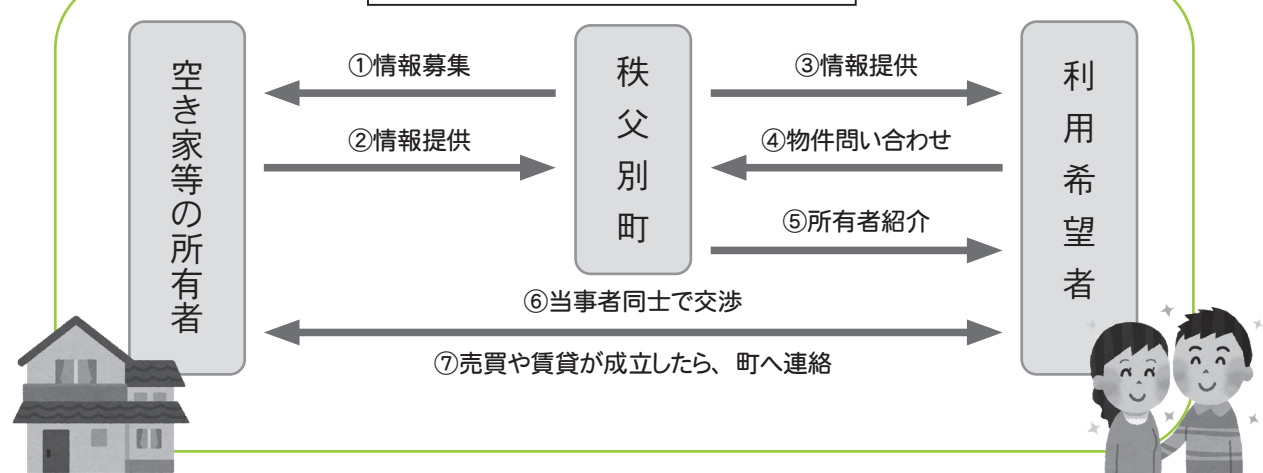 空き家等の所有者
①情報募集
②情報提供
秩父別町
③情報提供
④物件問い合わせ
⑤所有者紹介
利用希望者
⑥当事者同士で交渉
⑦売買や賃貸が成立したら、町へ連絡